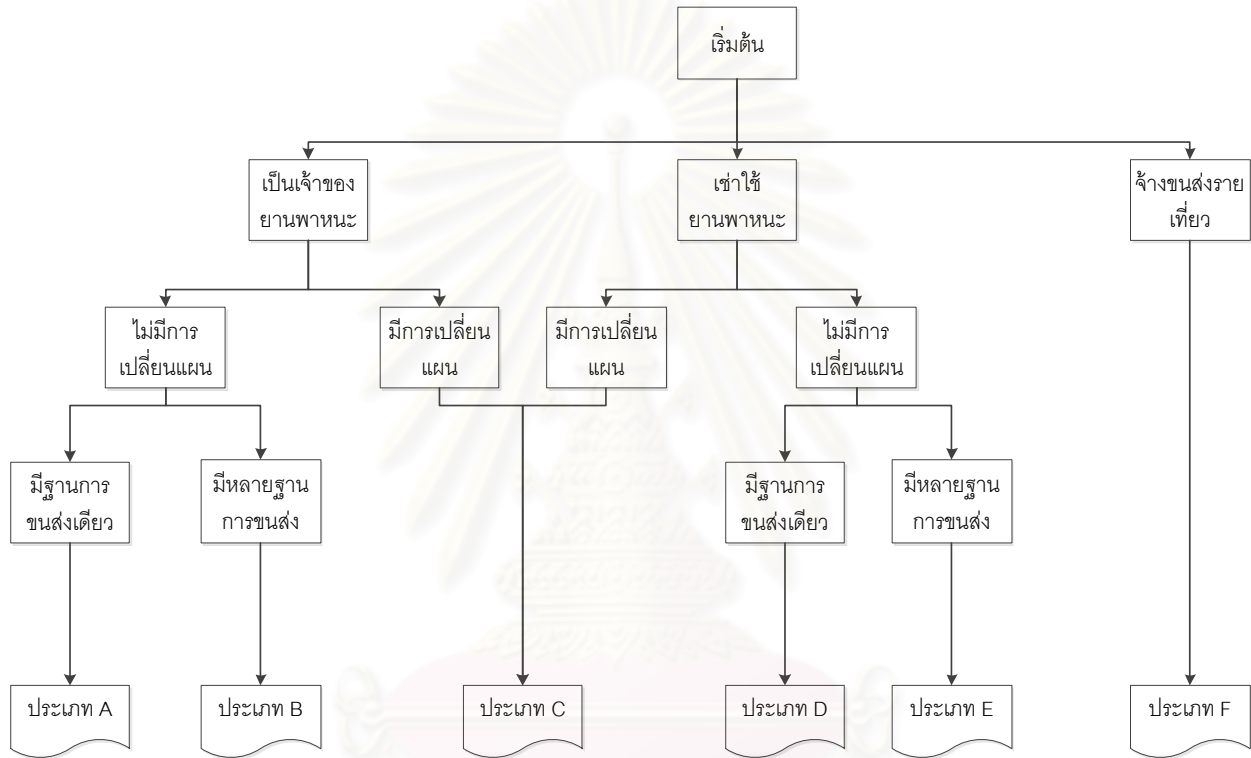 เริ่มต้น
เป็นเจ้าของ
ยานพาหนะ
เช่าใช้
ยานพาหนะ
จ้างขนส่งราย
เที่ยว
ไม่มีการ
เปลี่ยนแผน
มีการเปลี่ยน
แผน
มีการเปลี่ยน
แผน
ไม่มีการ
เปลี่ยนแผน
มีฐานการ
ขนส่งเดียว
มีหลายฐาน
การขนส่ง
มีฐานการ
ขนส่งเดียว
มีหลายฐาน
การขนส่ง
ประเภท A
ประเภท B
ประเภท C
ประเภท D
ประเภท E
ประเภท F